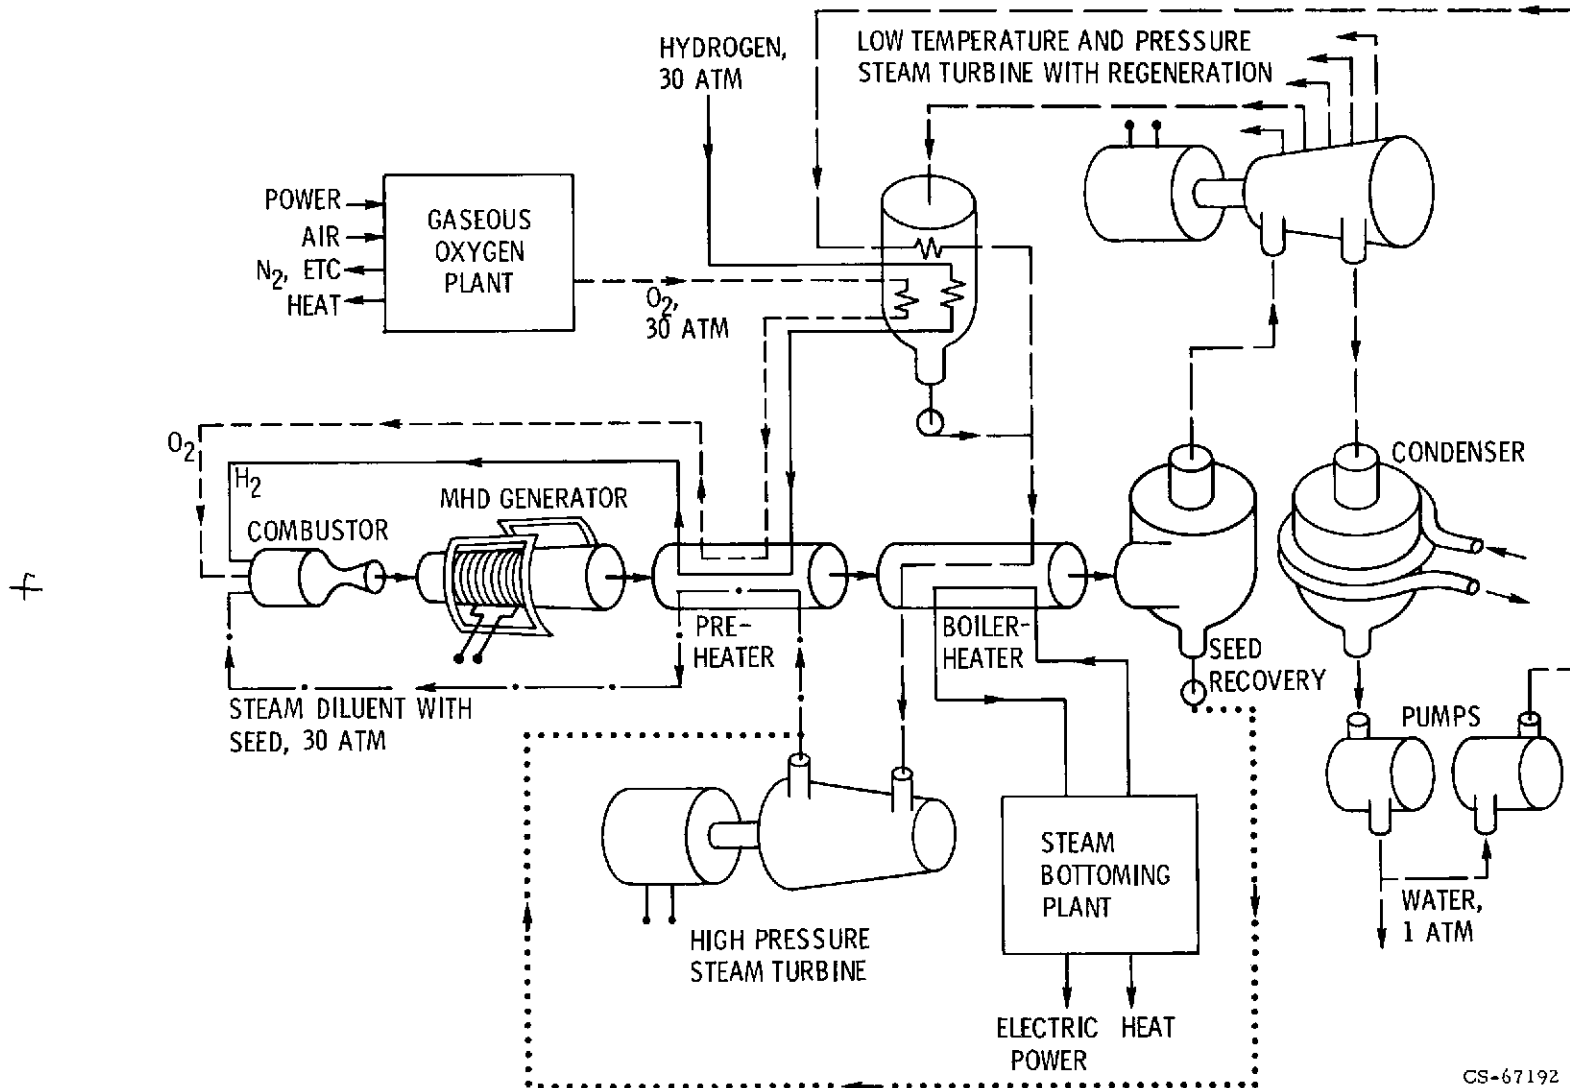 HYDROGEN,
30 ATM
LOW TEMPERATURE AND PRESSURE
STEAM TURBINE WITH REGENERATION
POWER
AIR
N2, ETC
HEAT
GASEOUS
OXYGEN
PLANT
O2,
30 ATM
O2
H2
COMBUSTOR
MHD GENERATOR
PRE-
HEATER
BOILER-
HEATER
SEED
RECOVERY
CONDENSER
STEAM DILUENT WITH
SEED, 30 ATM
PUMPS
WATER,
1 ATM
HIGH PRESSURE
STEAM TURBINE
STEAM
BOTTOMING
PLANT
ELECTRIC
POWER
HEAT
4
CS-67192